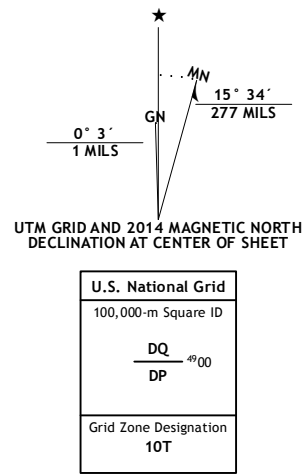 MN
15° 34´
277 MILS
GN
0° 3´
1 MILS
UTM GRID AND 2014 MAGNETIC NORTH
DECLINATION AT CENTER OF SHEET
U.S. National Grid
100,000-m Square ID
DQ
4900
DP
Grid Zone Designation
10T